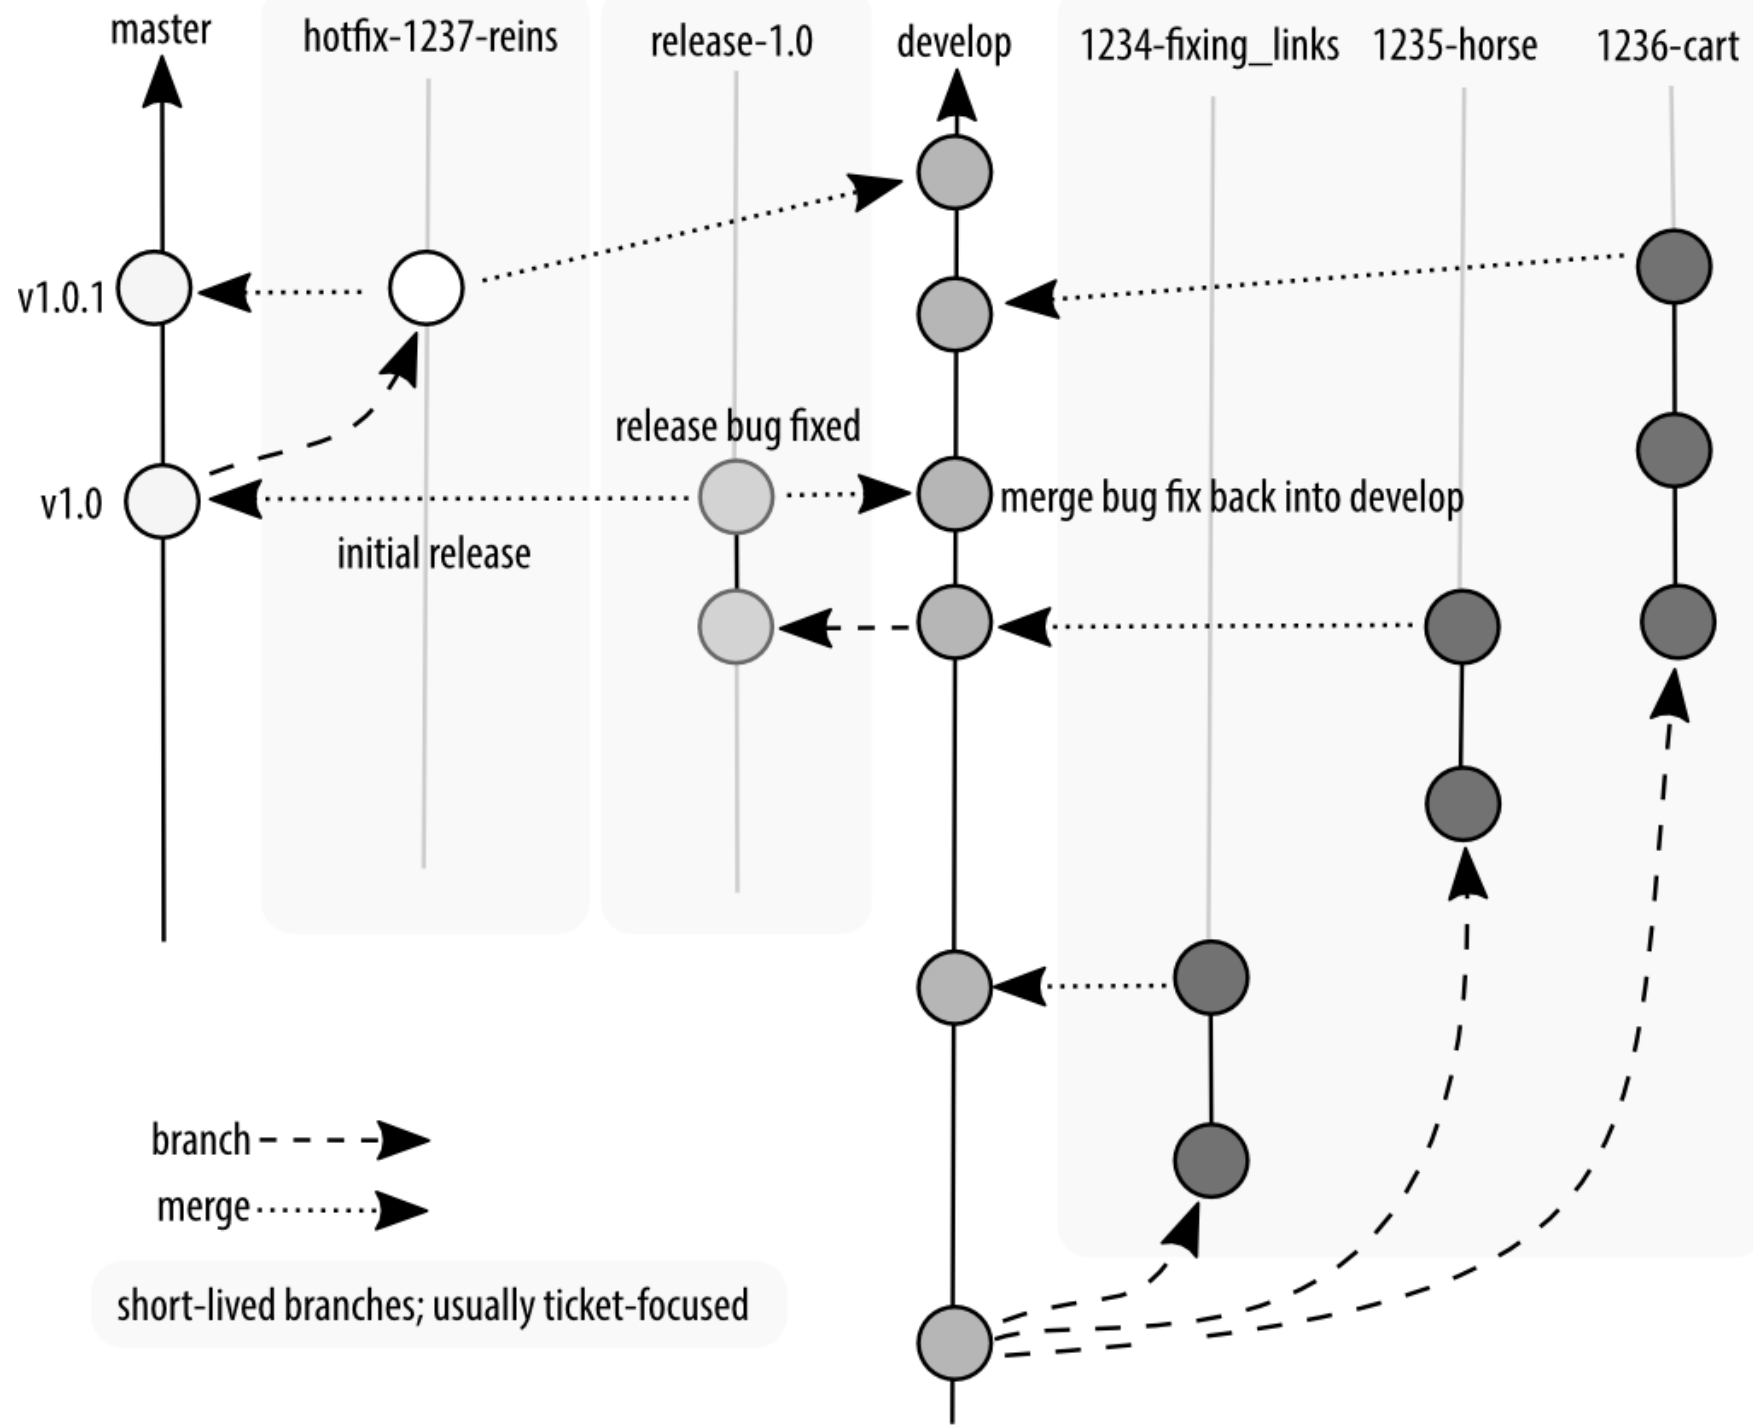 master
hotfix-1237-reins
release-1.0
develop
1234-fixing_links
1235-horse
1236-cart
v1.0.1
release bug fixed
v1.0
merge bug fix back into develop
initial release
branch
merge
short-lived branches; usually ticket-focused